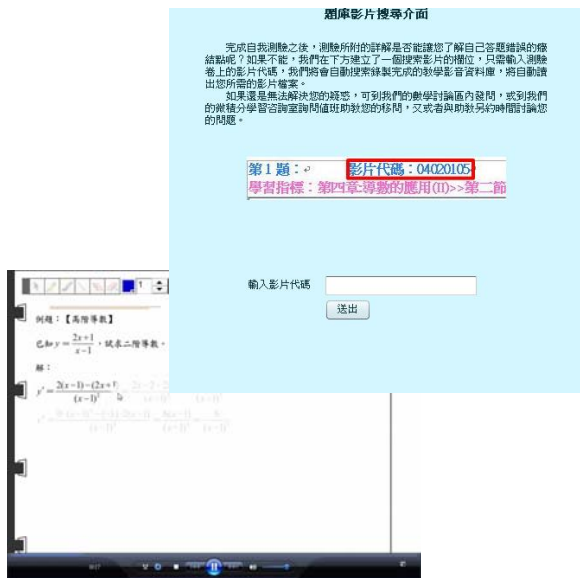 題庫影片搜尋介面
完成自我測驗之後，測驗所附的詳解是否能讓您了解自己答題錯誤的癥
結點呢？如果不能，我們在下方建立了一個搜索影片的欄位，只需輸入測驗
卷上的影片代碼，我們將會自動搜索錄製完成的教學影音資料庫，將自動讀
出您所需的影片檔案。
如果還是無法解決您的疑惑，可到我們的數學討論區內發問，或到我們
的微積分學習咨詢室詢問值班助教您的疑問，又或者與助教另約時間討論您
的問題。
第1題： 影片代碼：04020105
學習指標：第四章:導數的應用(II)>>第二節
輸入影片代碼
送出
1
例題：【高階導數】
已知 y = \frac{2x+1}{x-1}，試求二階導數。
解：
y' = \frac{2(x-1)-(2x+1)}{(x-1)^2}